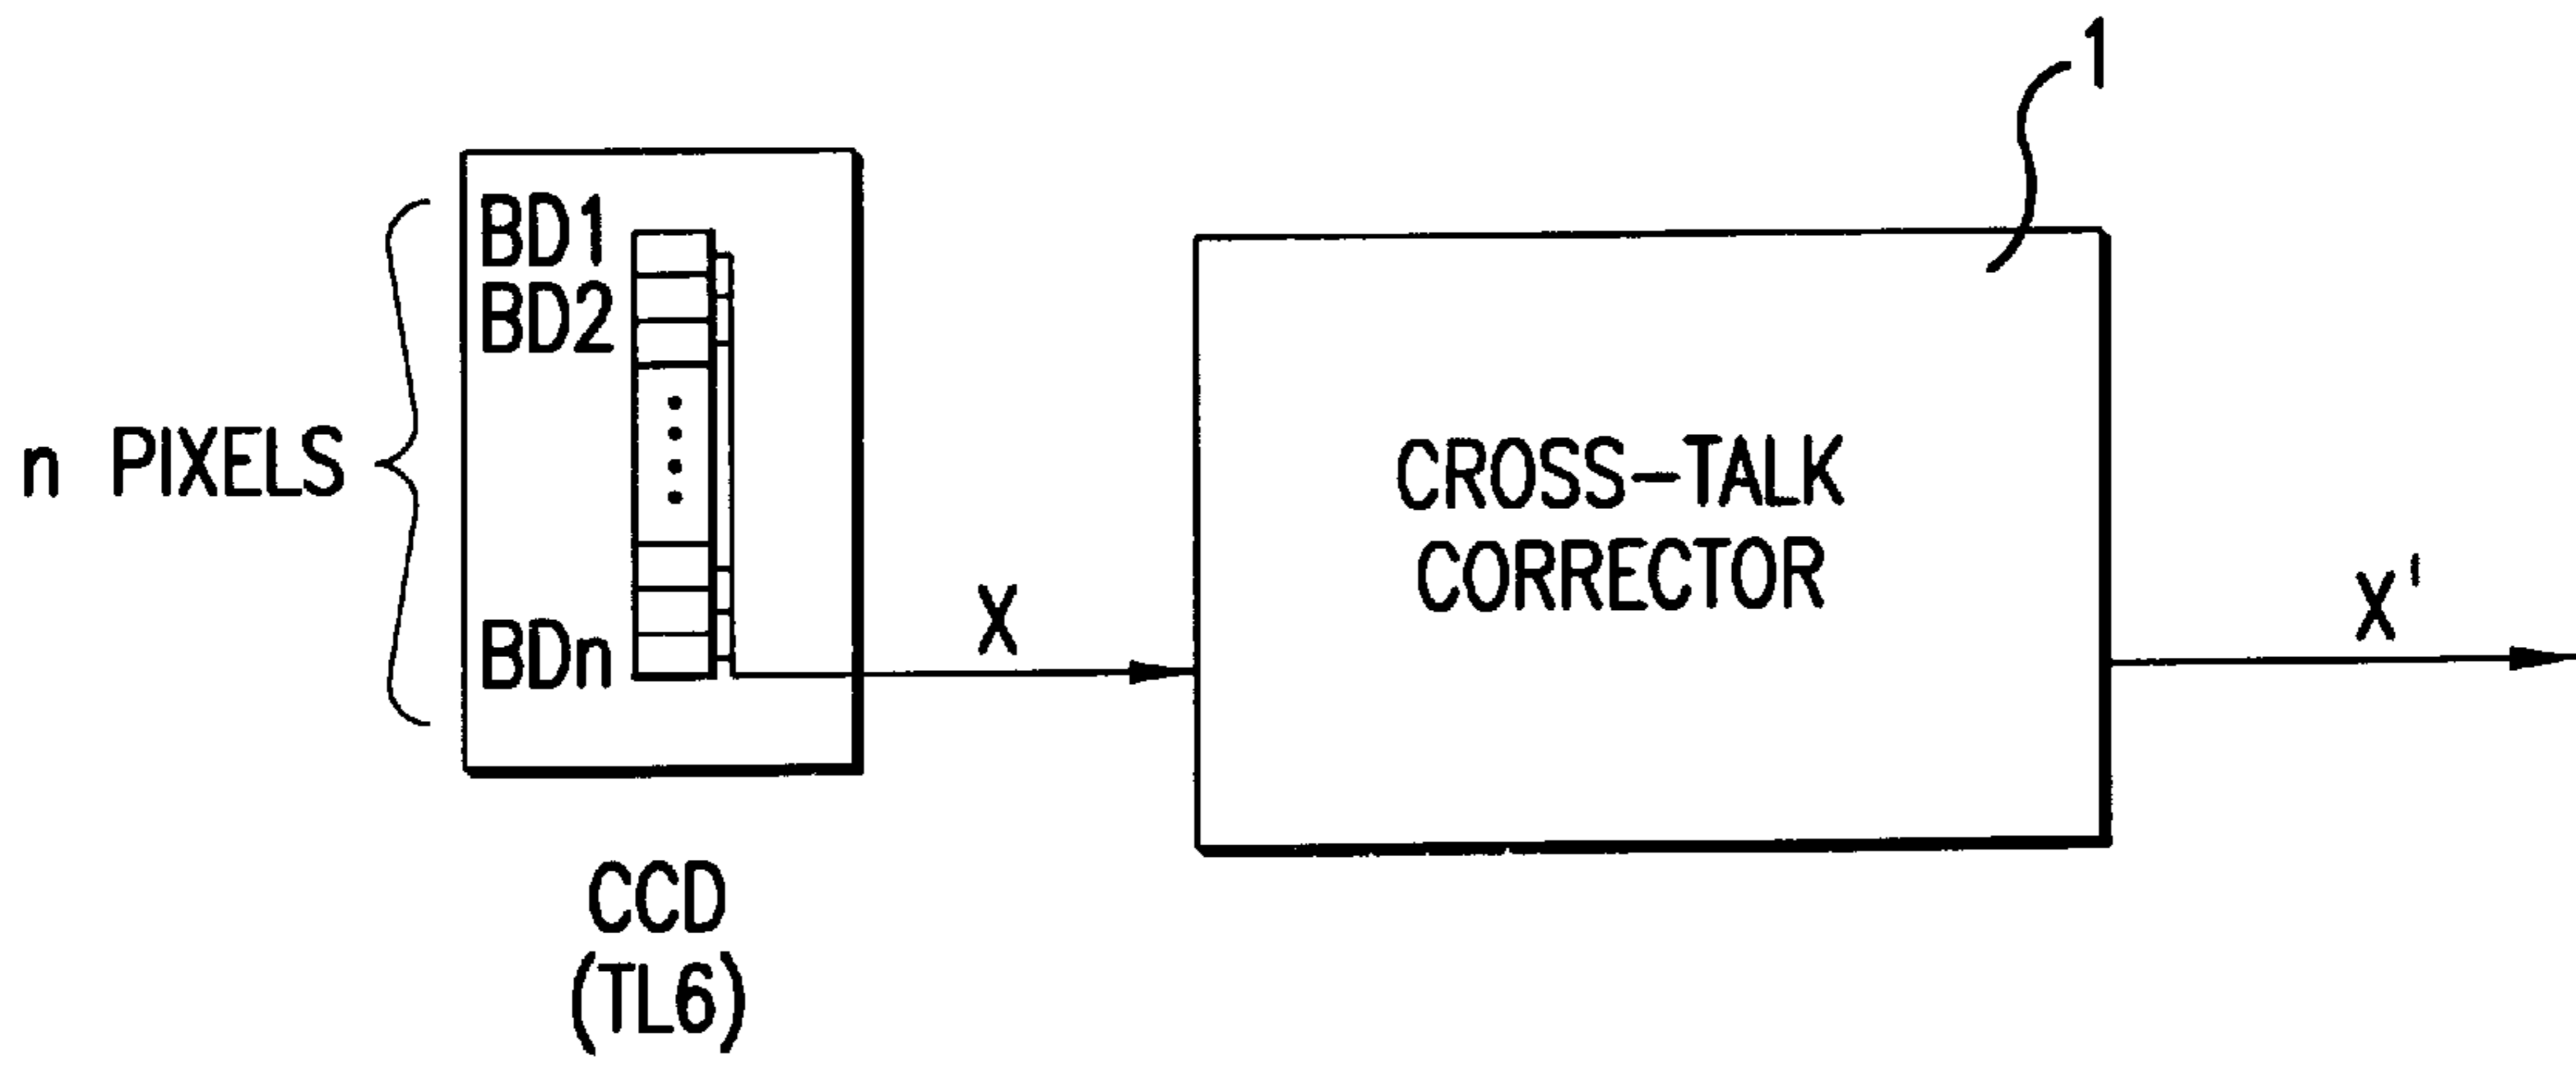 1
BD1
BD2
n PIXELS
BDn
X
CROSS-TALK
CORRECTOR
X'
CCD
(TL6)